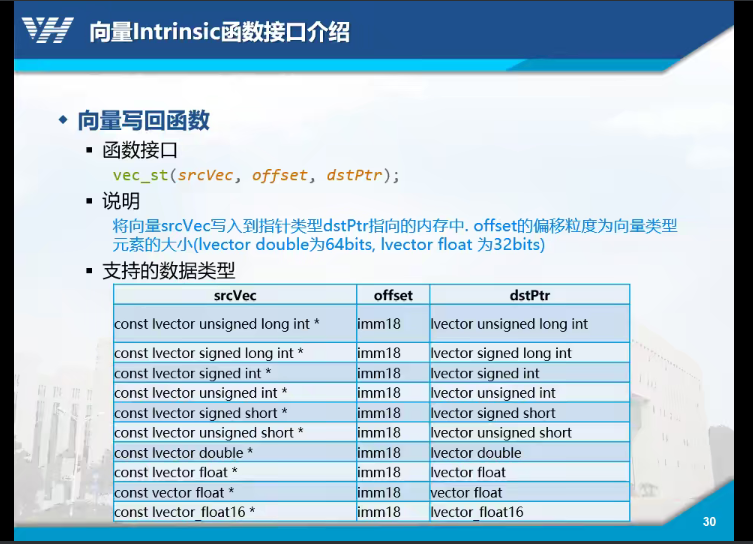 向量Intrinsic函数接口介绍
向量写回函数
函数接口
vec_st(srcVec, offset, dstPtr);
说明
将向量srcVec写入到指针类型dstPtr指向的内存中. offset的偏移粒度为向量类型
元素的大小(lvector double为64bits, lvector float 为32bits)
支持的数据类型
srcVec offset dstPtr
const lvector unsigned long int * imm18 lvector unsigned long int
const lvector signed long int * imm18 lvector signed long int
const lvector signed int * imm18 lvector signed int
const lvector unsigned int * imm18 lvector unsigned int
const lvector signed short * imm18 lvector signed short
const lvector unsigned short * imm18 lvector unsigned short
const lvector double * imm18 lvector double
const lvector float * imm18 lvector float
const vector float * imm18 vector float
const lvector_float16 * imm18 lvector_float16
30